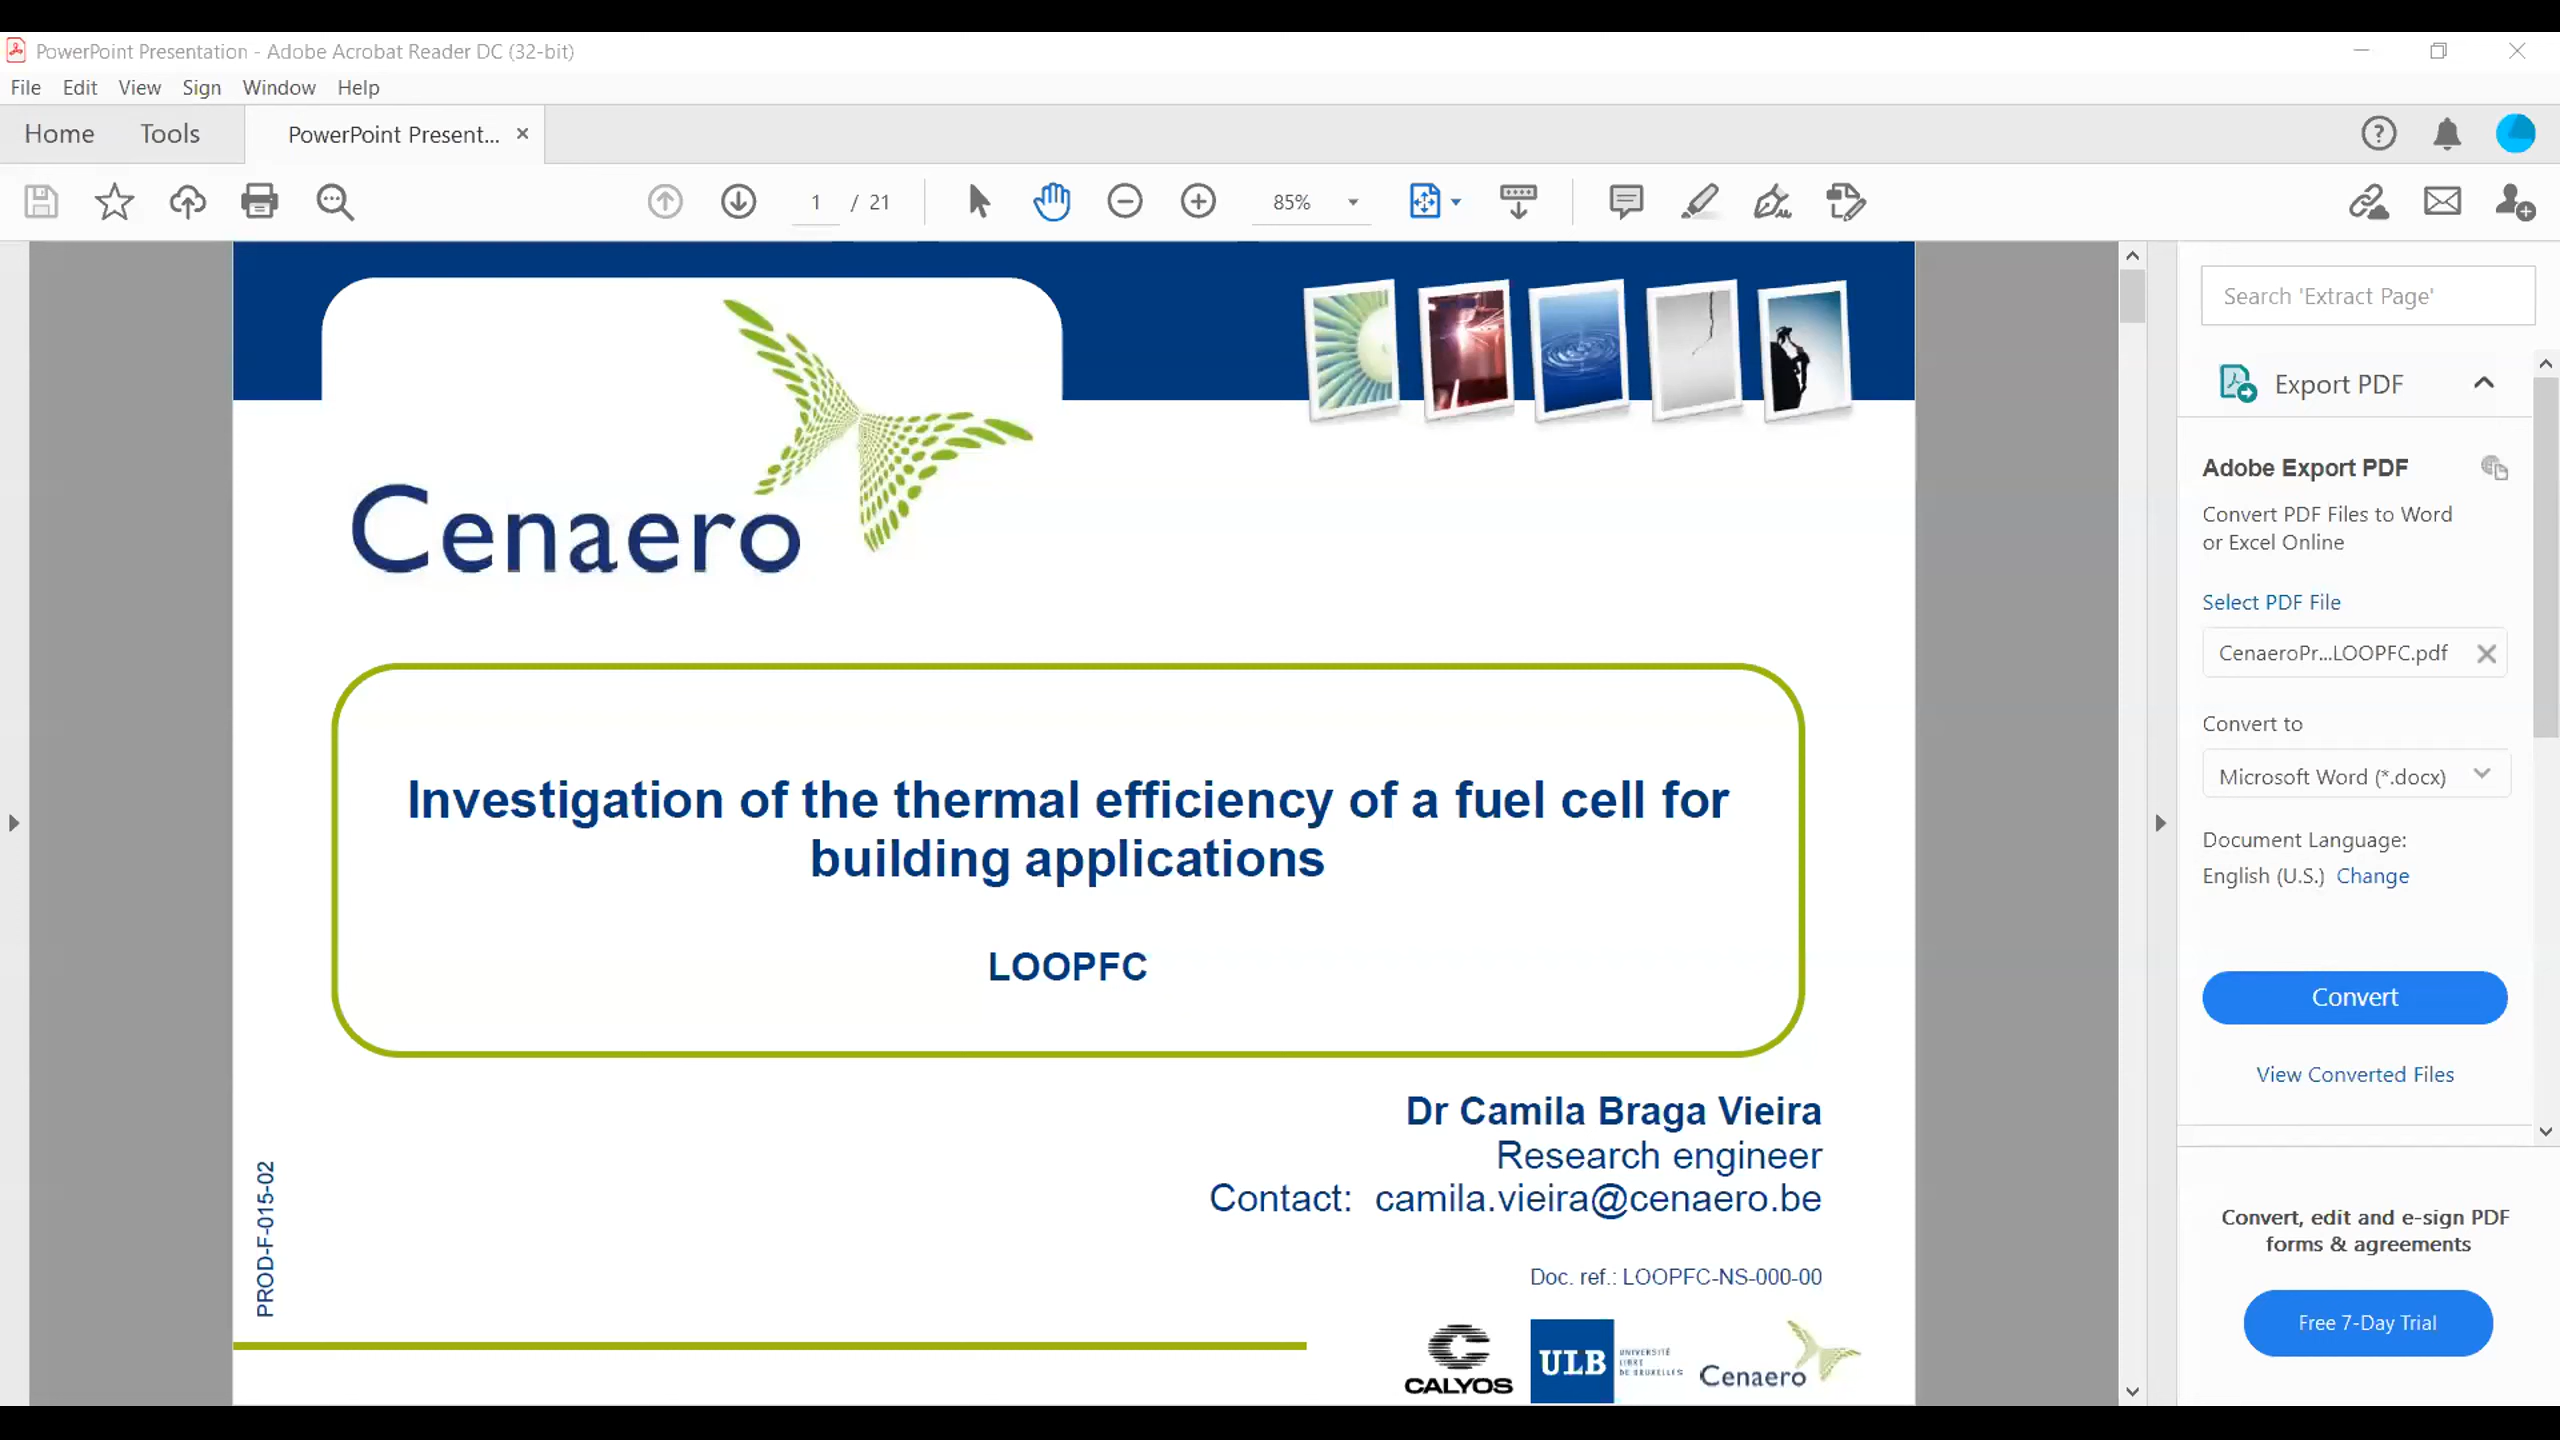 PowerPoint Presentation - Adobe Acrobat Reader DC (32-bit)
File Edit View Sign Window Help
Home Tools PowerPoint Present...
1 / 21 85%
Search 'Extract Page'
Export PDF
Adobe Export PDF
Convert PDF Files to Word
or Excel Online
Select PDF File
CenaeroPr...LOOPFC.pdf
Convert to
Microsoft Word (*.docx)
Document Language:
English (U.S.) Change
Convert
View Converted Files
Convert, edit and e-sign PDF
forms & agreements
Free 7-Day Trial
Cenaero
Investigation of the thermal efficiency of a fuel cell for
building applications
LOOPFC
Dr Camila Braga Vieira
Research engineer
Contact: camila.vieira@cenaero.be
Doc. ref.: LOOPFC-NS-000-00
PROD-F-015-02
CALYOS
ULB
UNIVERSITÉ
LIBRE
DE BRUXELLES
Cenaero